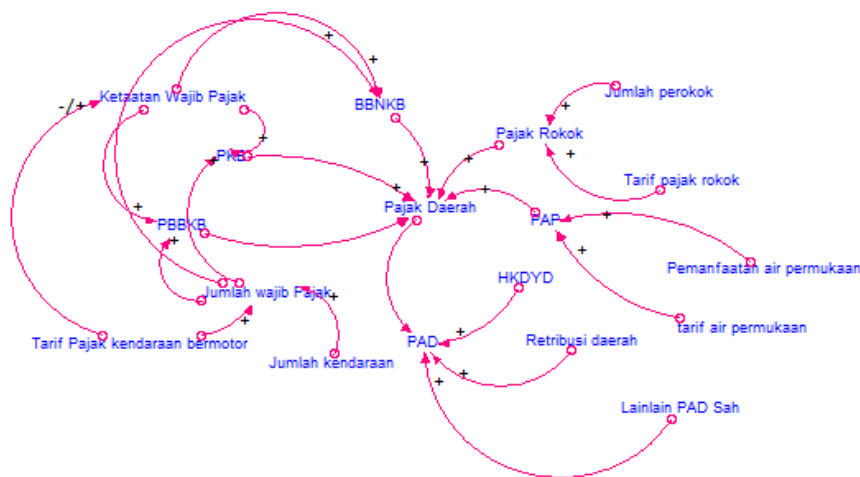 +
+
-/+
Ketaatan Wajib Pajak
BBNKB
Jumlah perokok
+
+
Pajak Rokok
PKB
+
+
+
+
+
Pajak Daerah
+
Tarif pajak rokok
+
PBBKB
PAP
+
+
+
Pemanfaatan air permukaan
HKDYD
Jumlah wajib Pajak
+
+
tarif air permukaan
Tarif Pajak kendaraan bermotor
PAD
+
Retribusi daerah
Jumlah kendaraan
+
+
Lainlain PAD Sah